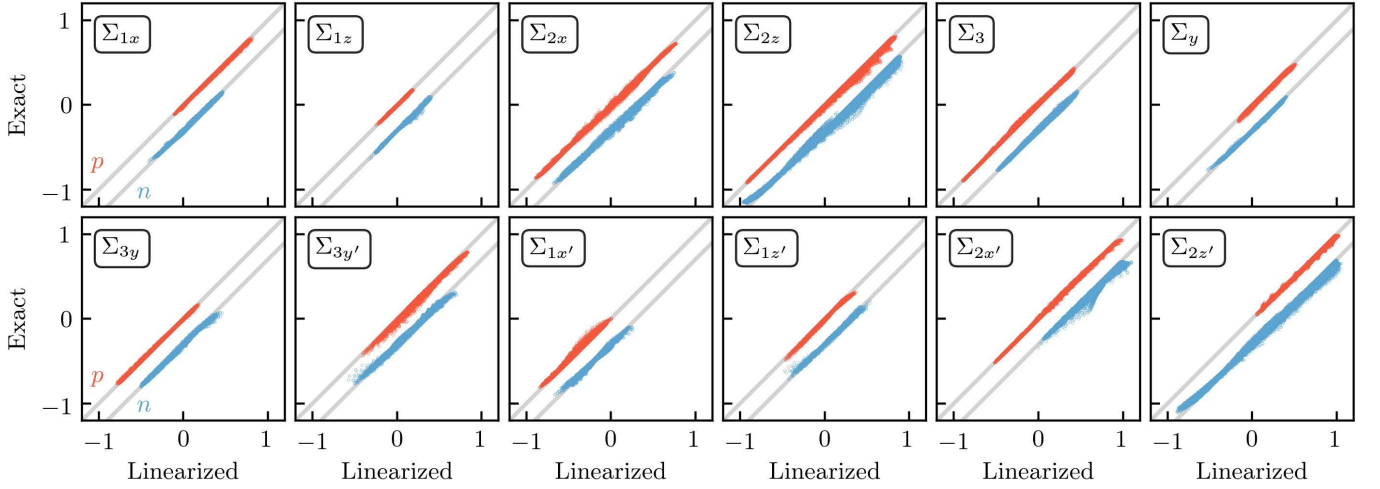 Σ1x Σ1z Σ2x Σ2z Σ3 Σy
1
Exact 0
−1
p
n
Σ3y Σ3y′ Σ1x′ Σ1z′ Σ2x′ Σ2z′
1
Exact 0
−1
p
n
−1 0 1 −1 0 1 −1 0 1 −1 0 1 −1 0 1 −1 0 1
Linearized Linearized Linearized Linearized Linearized Linearized